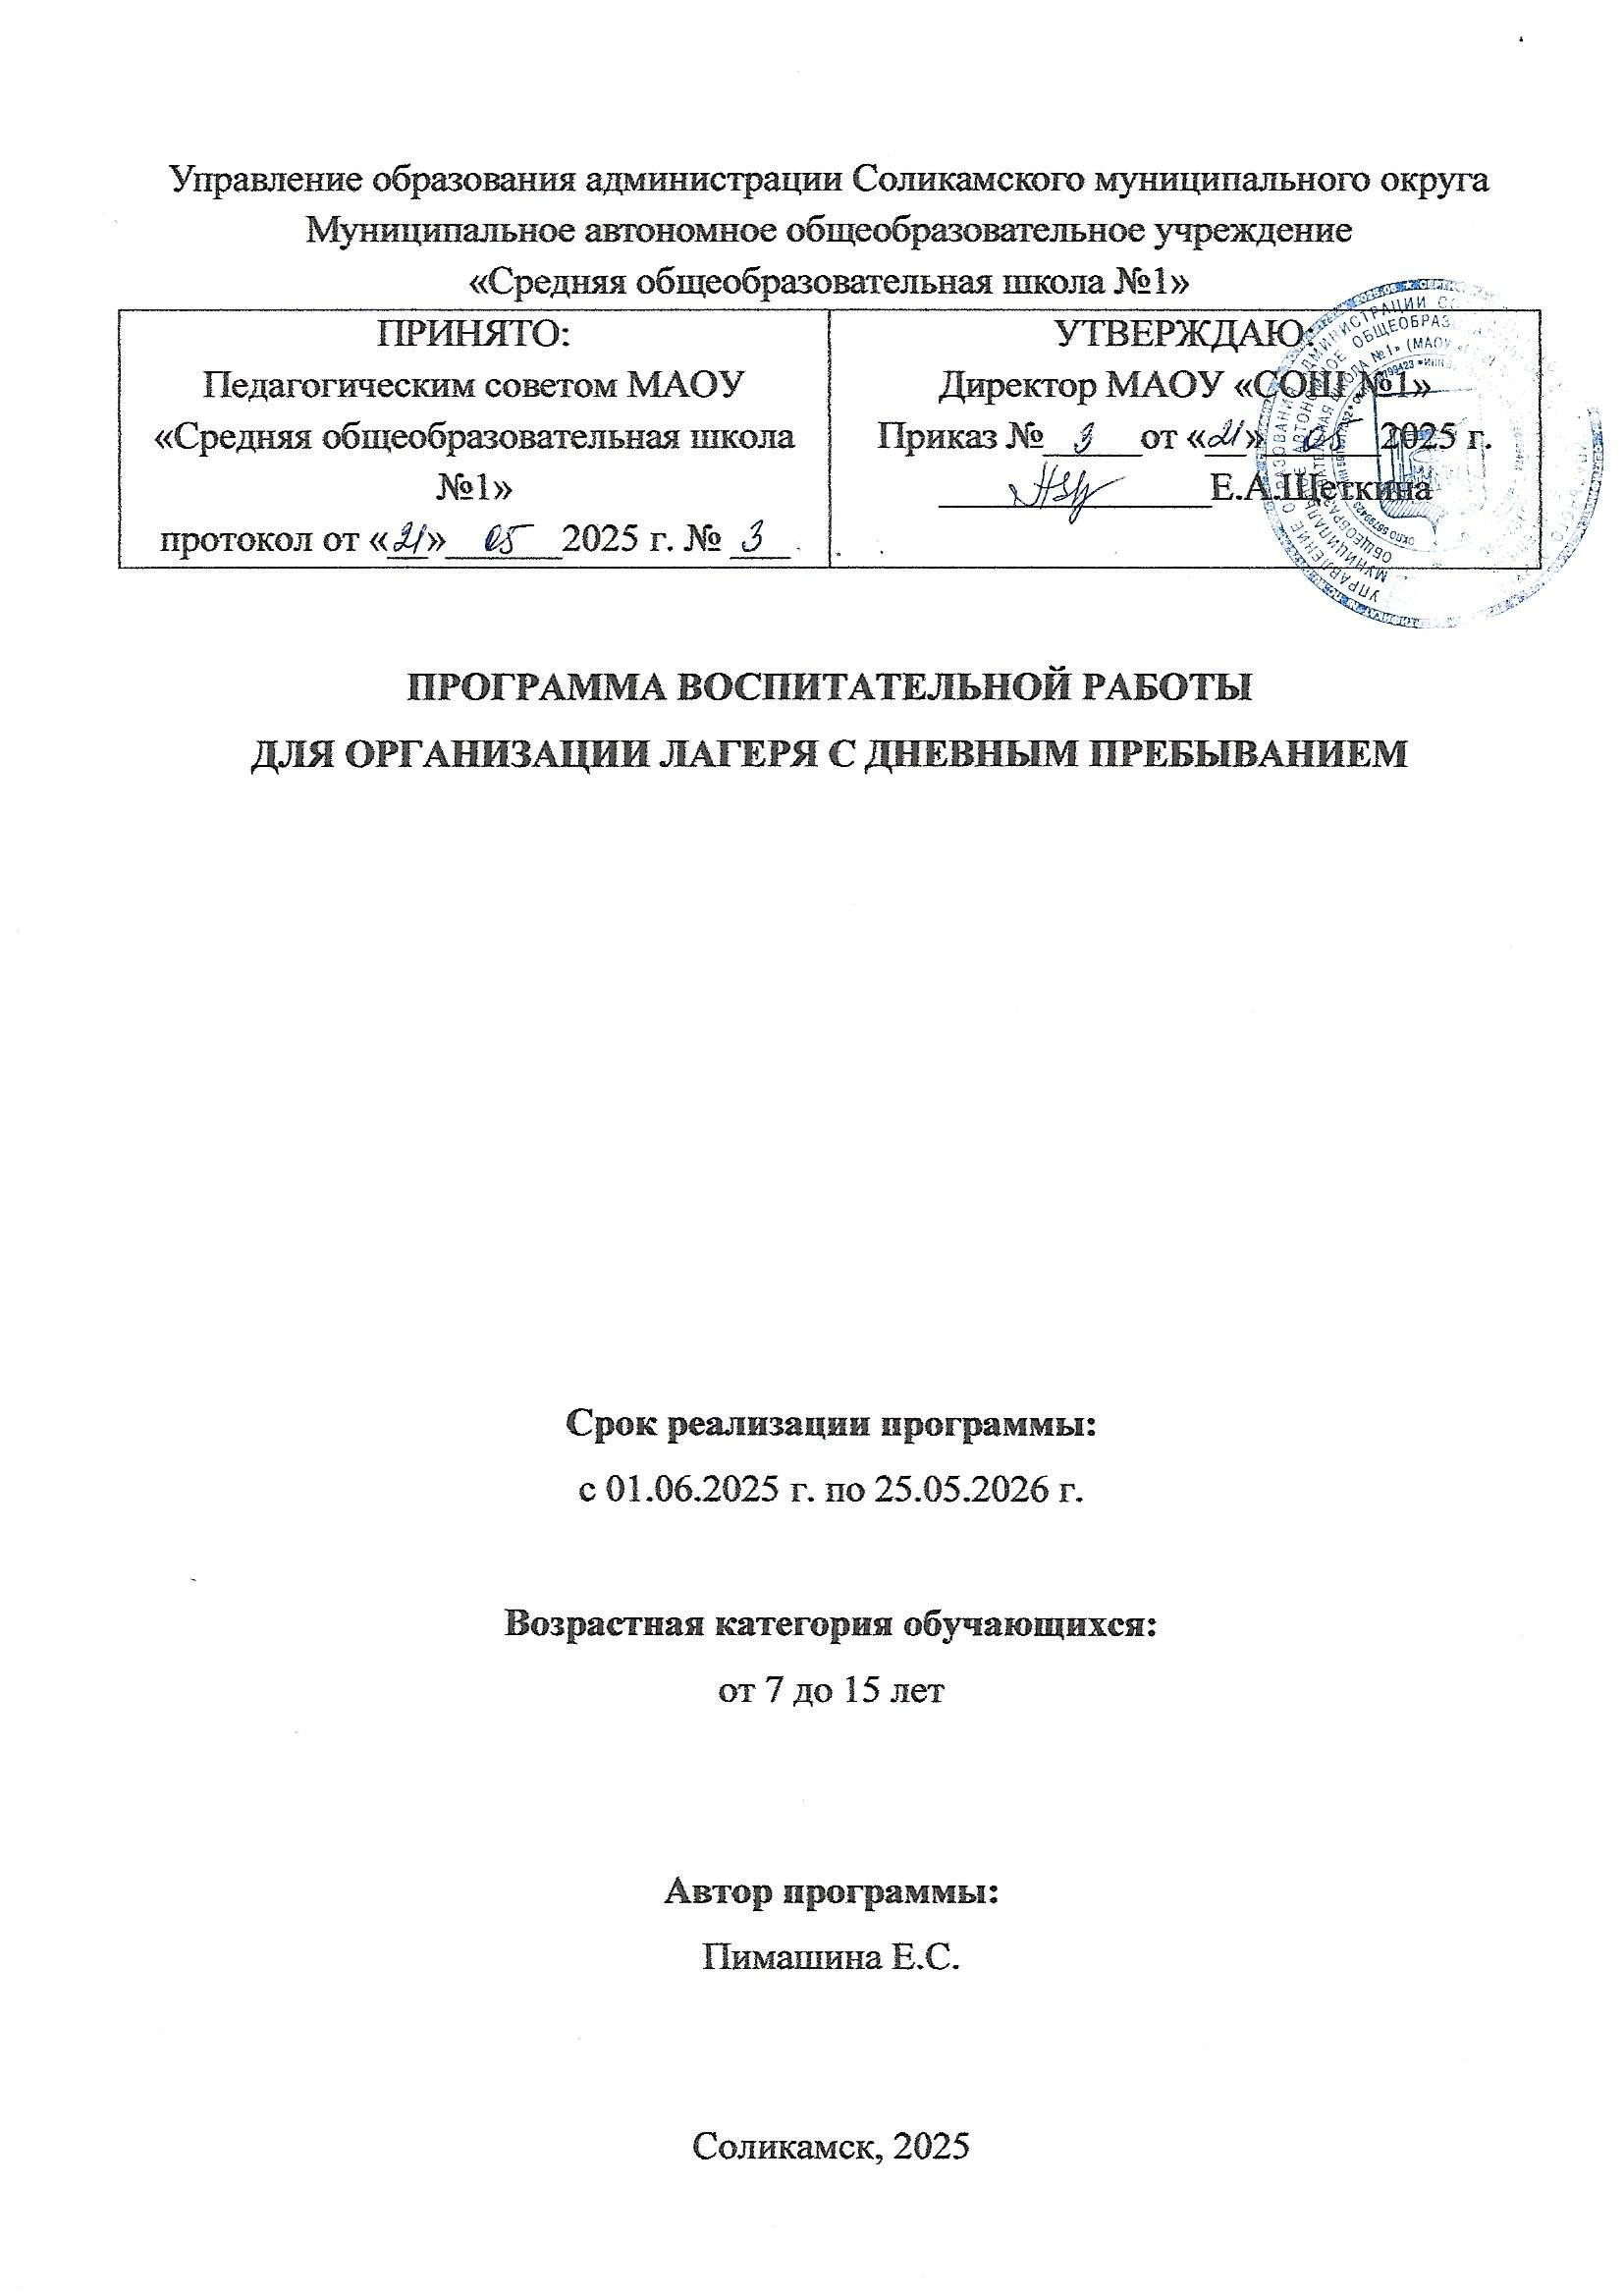 Управление образования администрации Соликамского муниципального округа
Муниципальное автономное общеобразовательное учреждение
«Средняя общеобразовательная школа №1»
ПРИНЯТО:
Педагогическим советом МАОУ
«Средняя общеобразовательная школа
№1»
протокол от «21» 05 2025 г. № 3
УТВЕРЖДАЮ:
Директор МАОУ «СОШ №1»
Приказ № 3 от «21» 05 2025 г.
Е.А.Щеткина
ПРОГРАММА ВОСПИТАТЕЛЬНОЙ РАБОТЫ
ДЛЯ ОРГАНИЗАЦИИ ЛАГЕРЯ С ДНЕВНЫМ ПРЕБЫВАНИЕМ
Срок реализации программы:
с 01.06.2025 г. по 25.05.2026 г.
Возрастная категория обучающихся:
от 7 до 15 лет
Автор программы:
Пимашина Е.С.
Соликамск, 2025